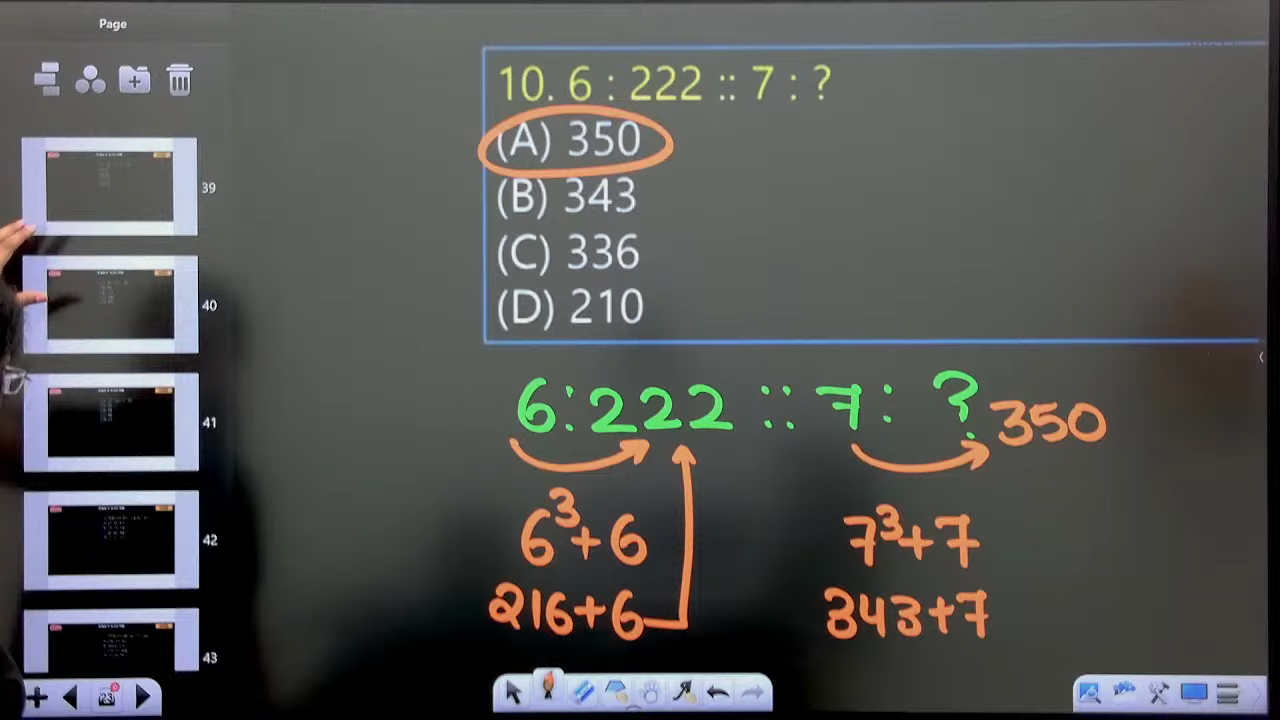 Page
10. 6 : 222 :: 7 : ?
(A) 350
(B) 343
(C) 336
(D) 210
39
40
41
42
43
6:222 :: 7: ? 350
6³+6
7³+7
216+6
343+7